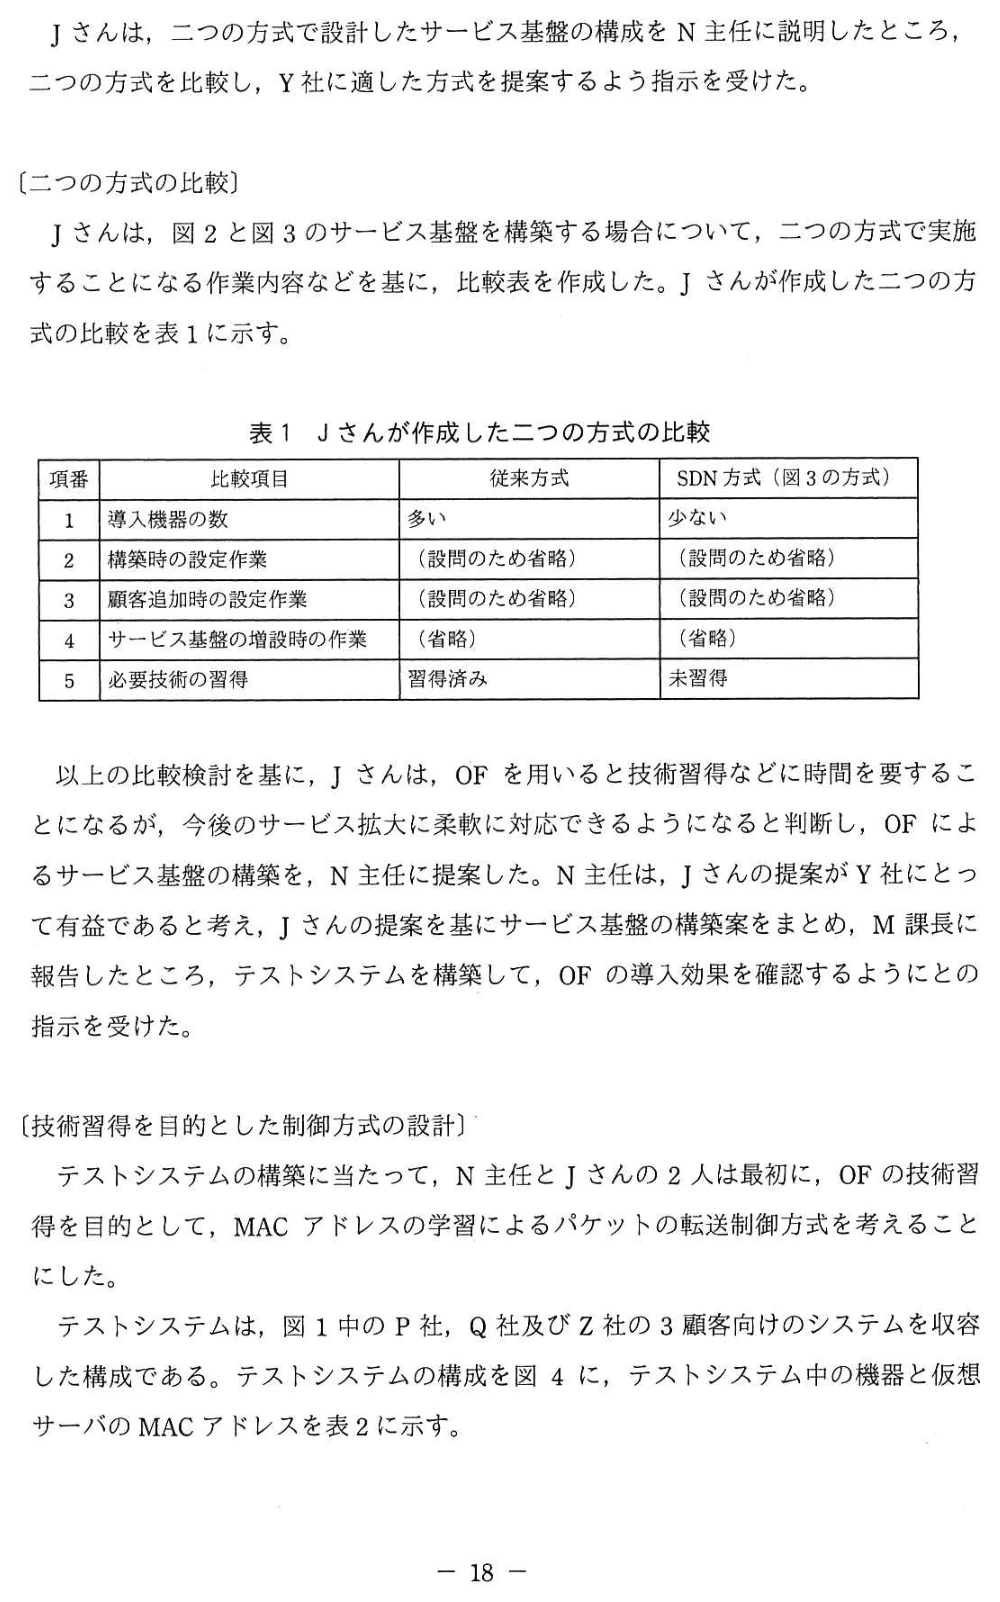 Jさんは，二つの方式で設計したサービス基盤の構成を N 主任に説明したところ，
二つの方式を比較し，Y 社に適した方式を提案するよう指示を受けた。
〔二つの方式の比較〕
Jさんは，図 2 と図 3 のサービス基盤を構築する場合について，二つの方式で実施
することになる作業内容などを基に，比較表を作成した。J さんが作成した二つの方
式の比較を表 1 に示す。
表 1　J さんが作成した二つの方式の比較
項番　比較項目　従来方式　SDN 方式（図 3 の方式）
1　導入機器の数　多い　少ない
2　構築時の設定作業　（設問のため省略）　（設問のため省略）
3　顧客追加時の設定作業　（設問のため省略）　（設問のため省略）
4　サービス基盤の増設時の作業　（省略）　（省略）
5　必要技術の習得　習得済み　未習得
以上の比較検討を基に，J さんは，OF を用いると技術習得などに時間を要するこ
とになるが，今後のサービス拡大に柔軟に対応できるようになると判断し，OF によ
るサービス基盤の構築を，N 主任に提案した。N 主任は，J さんの提案が Y 社にとっ
て有益であると考え，J さんの提案を基にサービス基盤の構築案をまとめ，M 課長に
報告したところ，テストシステムを構築して，OF の導入効果を確認するようにとの
指示を受けた。
〔技術習得を目的とした制御方式の設計〕
テストシステムの構築に当たって，N 主任と J さんの 2 人は最初に，OF の技術習
得を目的として，MAC アドレスの学習によるパケットの転送制御方式を考えること
にした。
テストシステムは，図 1 中の P 社，Q 社及び Z 社の 3 顧客向けのシステムを収容
した構成である。テストシステムの構成を図 4 に，テストシステム中の機器と仮想
サーバの MAC アドレスを表 2 に示す。
－ 18 －